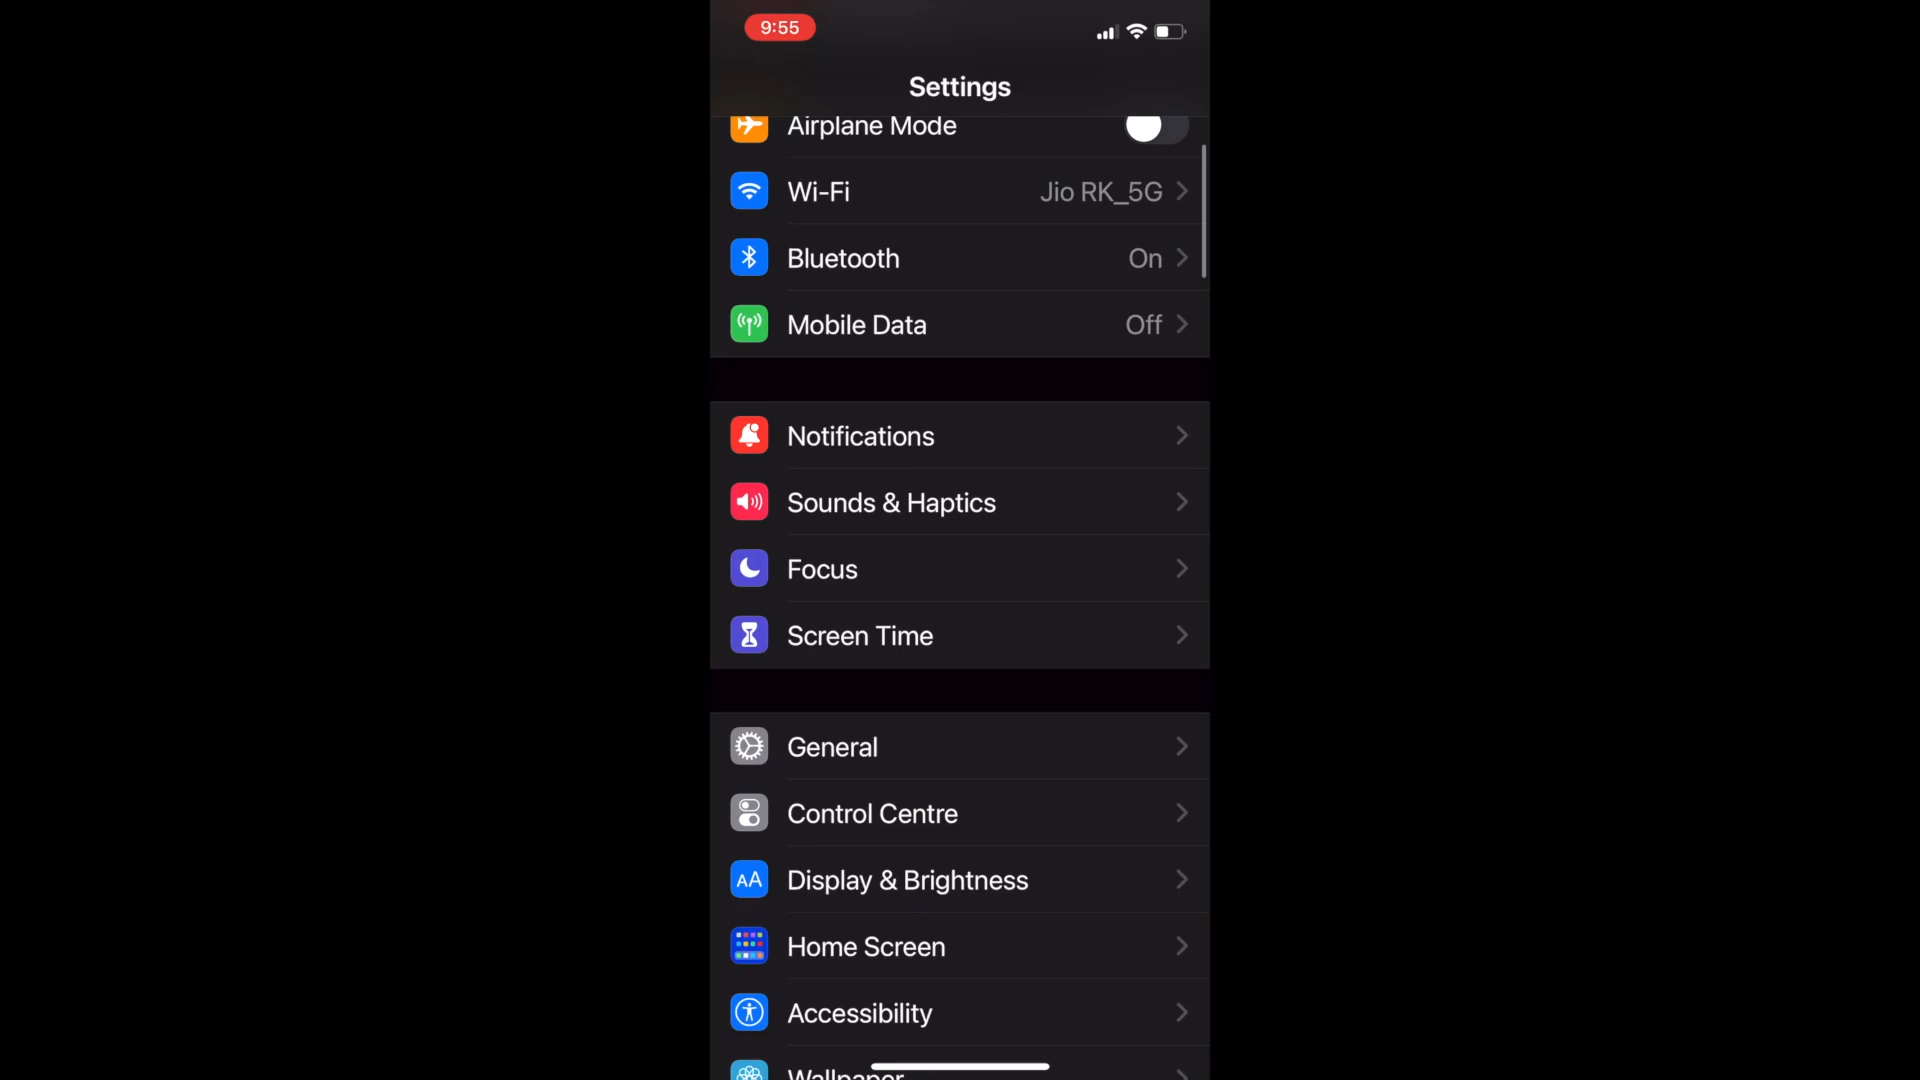 9:55
Settings
Airplane Mode
Wi-Fi Jio RK_5G
Bluetooth On
Mobile Data Off
Notifications
Sounds & Haptics
Focus
Screen Time
General
Control Centre
AA Display & Brightness
Home Screen
Accessibility
Wallpaper